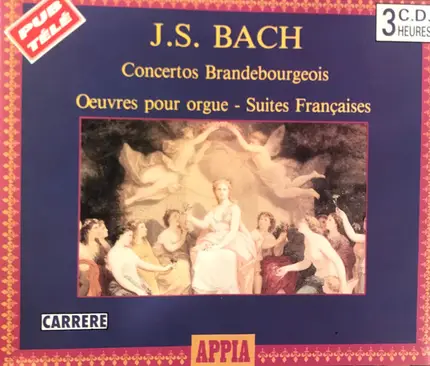 PUB
TÉLÉ
J.S. BACH
3 C.D.
HEURES
Concertos Brandebourgeois
Oeuvres pour orgue - Suites Françaises
CARRERE
APPIA